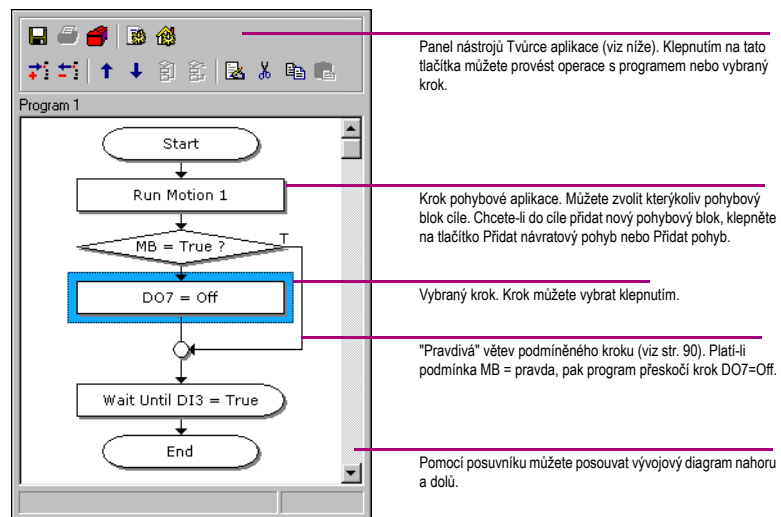 Panel nástrojů Tvůrce aplikace (viz níže). Klepnutím na tato
tlačítka můžete provést operace s programem nebo vybraný
krok.
Program 1
Start
Run Motion 1
Krok pohybové aplikace. Můžete zvolit kterýkoliv pohybový
blok cíle. Chcete-li do cíle přidat nový pohybový blok, klepněte
na tlačítko Přidat návratový pohyb nebo Přidat pohyb.
MB = True ?
T
DO7 = Off
Vybraný krok. Krok můžete vybrat klepnutím.
"Pravdivá" větev podmíněného kroku (viz str. 90). Platí-li
podmínka MB = pravda, pak program přeskočí krok DO7=Off.
Wait Until DI3 = True
End
Pomocí posuvníku můžete posouvat vývojový diagram nahoru
a dolů.